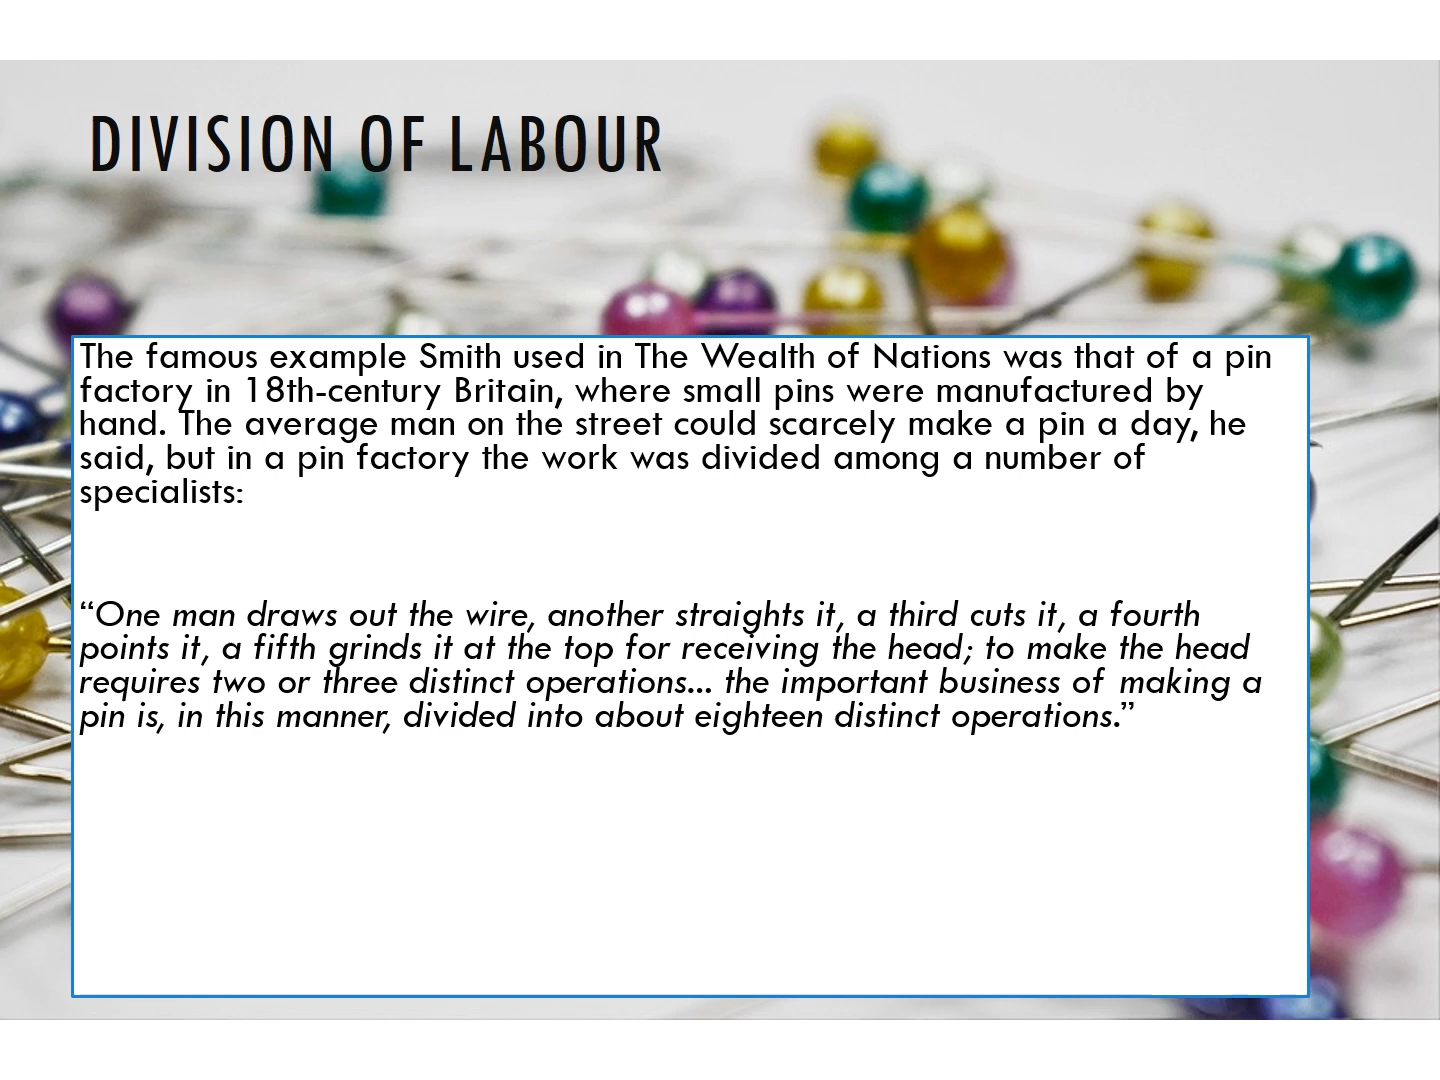 DIVISION OF LABOUR
The famous example Smith used in The Wealth of Nations was that of a pin
factory in 18th-century Britain, where small pins were manufactured by
hand. The average man on the street could scarcely make a pin a day, he
said, but in a pin factory the work was divided among a number of
specialists:
“One man draws out the wire, another straights it, a third cuts it, a fourth
points it, a fifth grinds it at the top for receiving the head; to make the head
requires two or three distinct operations... the important business of making a
pin is, in this manner, divided into about eighteen distinct operations.”